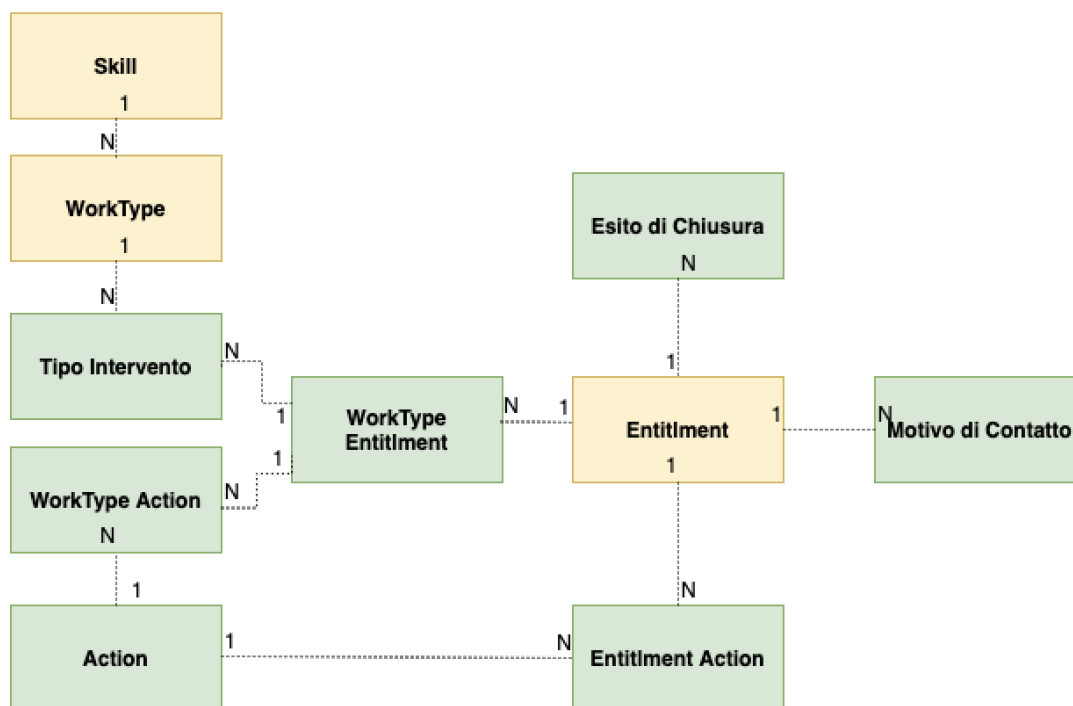 Skill
1
N
WorkType
1
N
Esito di Chiusura
N
Tipo Intervento
N
1
1
WorkType
Entitlment
N
1
Entitlment
1
1
N
Motivo di Contatto
WorkType Action
N
N
1
1
Action
1
N
N
Entitlment Action